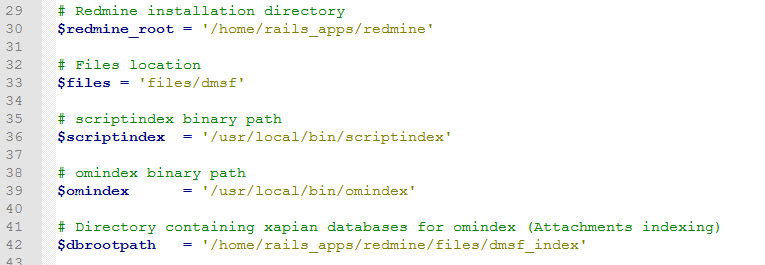 29 # Redmine installation directory
30 $redmine_root = '/home/rails_apps/redmine'
31
32 # Files location
33 $files = 'files/dmsf'
34
35 # scriptindex binary path
36 $scriptindex  = '/usr/local/bin/scriptindex'
37
38 # omindex binary path
39 $omindex      = '/usr/local/bin/omindex'
40
41 # Directory containing xapian databases for omindex (Attachments indexing)
42 $dbrootpath   = '/home/rails_apps/redmine/files/dmsf_index'
43